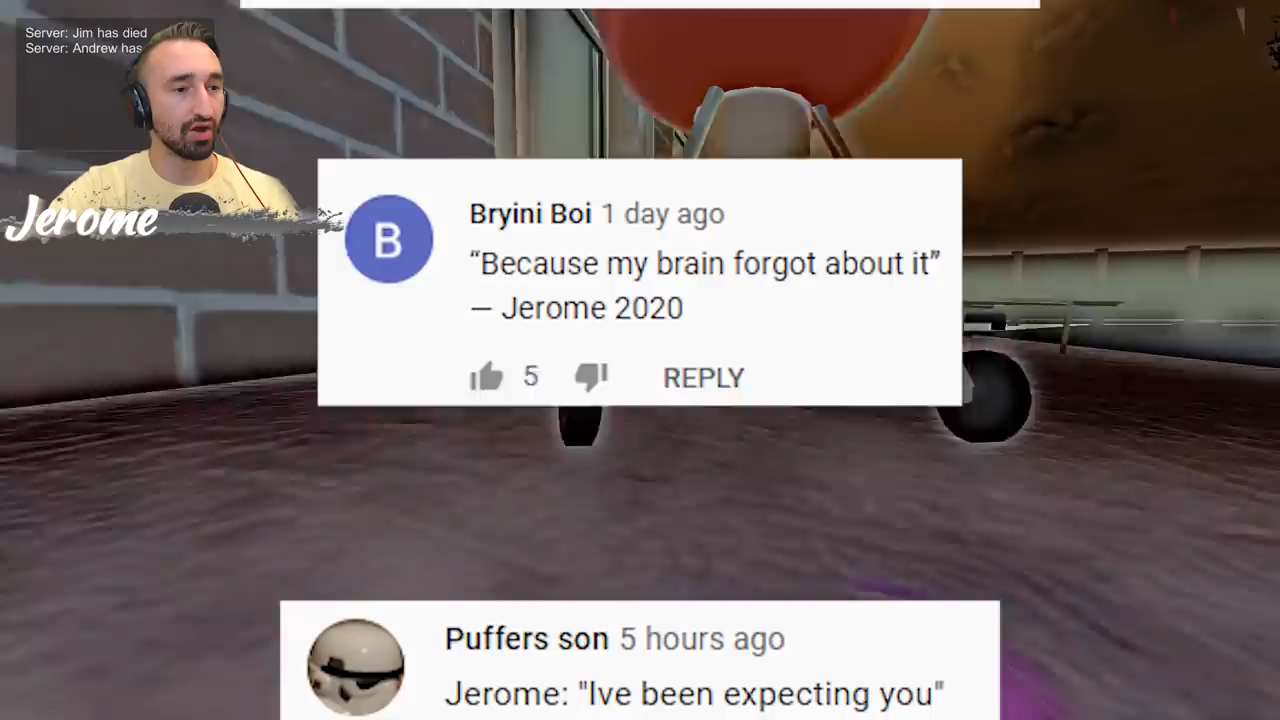 Server: Jim has died
Server: Andrew has
Jerome
B
Bryini Boi 1 day ago
“Because my brain forgot about it”
— Jerome 2020
5
REPLY
Puffers son 5 hours ago
Jerome: "Ive been expecting you"